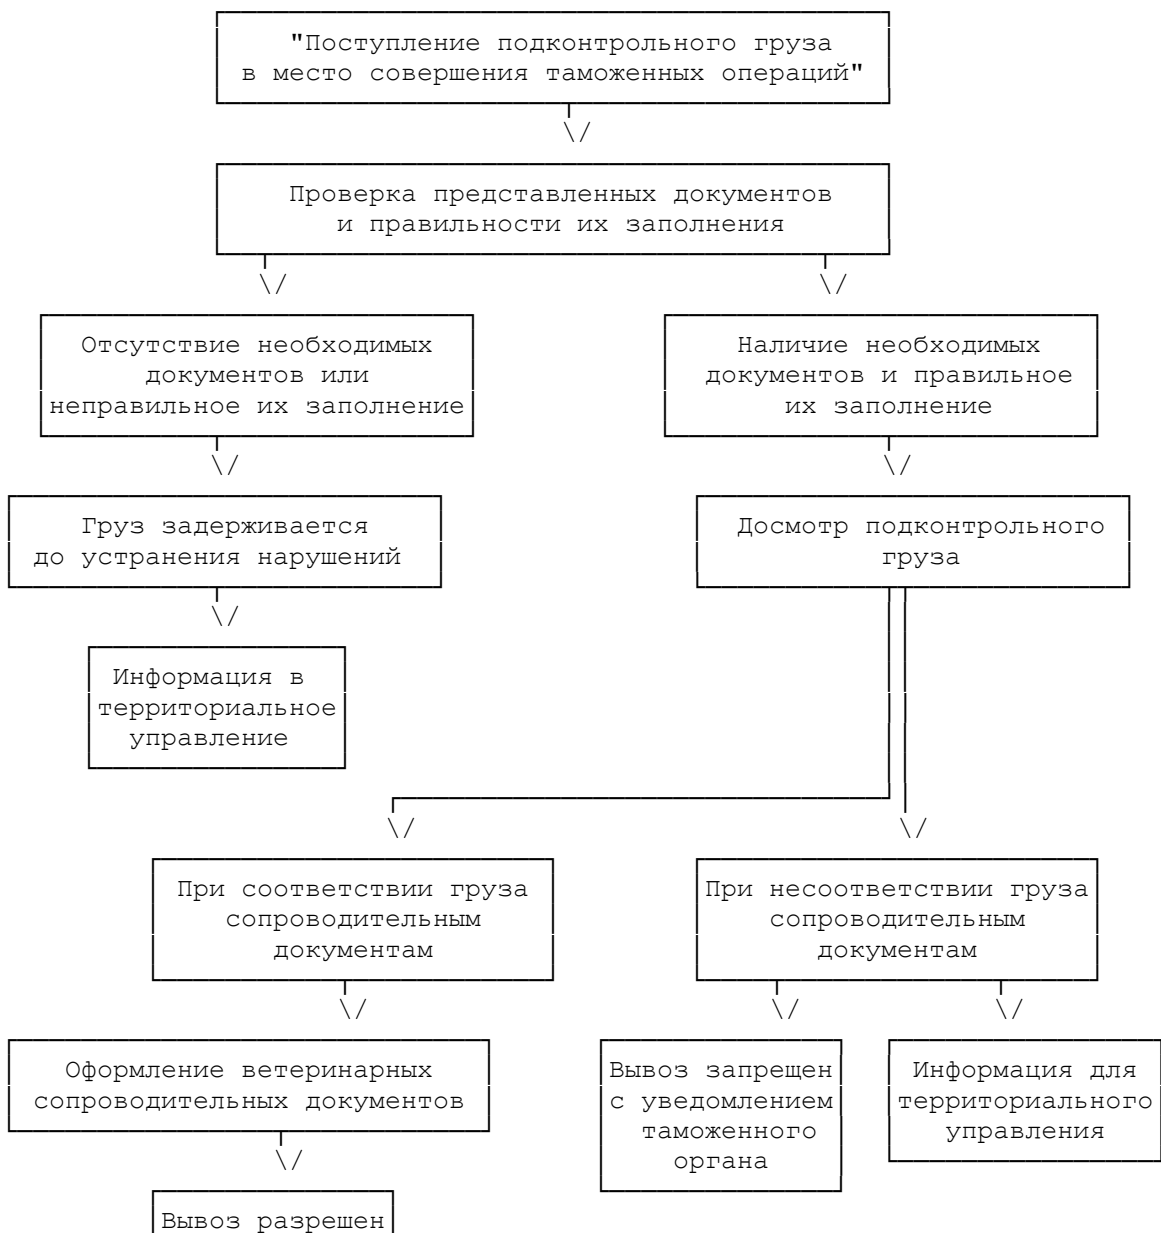 "Поступление подконтрольного груза
в место совершения таможенных операций"
Проверка представленных документов
и правильности их заполнения
Отсутствие необходимых
документов или
неправильное их заполнение
Наличие необходимых
документов и правильное
их заполнение
Груз задерживается
до устранения нарушений
Досмотр подконтрольного
груза
Информация в
территориальное
управление
При соответствии груза
сопроводительным
документам
При несоответствии груза
сопроводительным
документам
Оформление ветеринарных
сопроводительных документов
Вывоз запрещен
с уведомлением
таможенного
органа
Информация для
территориального
управления
Вывоз разрешен